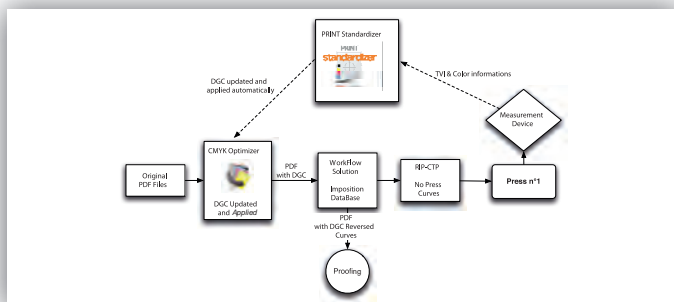 PRINT Standardizer
PRINT
standardizer
DGC updated and
applied automatically
TVI & Color informations
Measurement
Device
CMYK Optimizer
DGC Updated
and Applied
Original
PDF Files
PDF
with DGC
WorkFlow
Solution
Imposition
DataBase
RIP-CTP
No Press
Curves
Press n°1
PDF
with DGC Reversed
Curves
Proofing